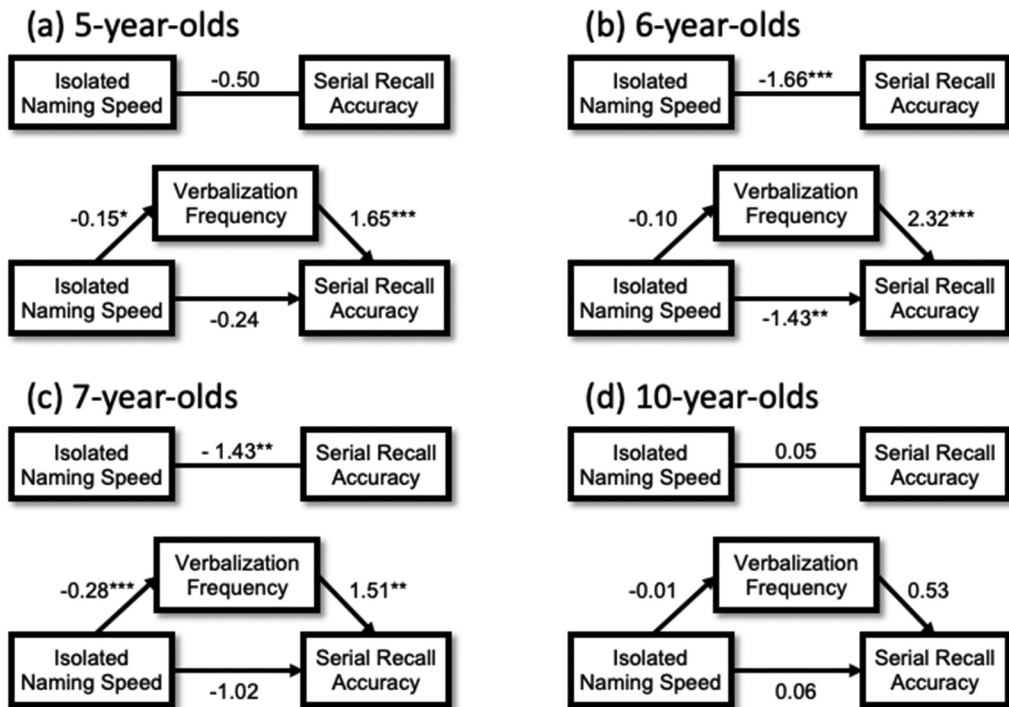 (a) 5-year-olds
Isolated
Naming Speed
-0.50
Serial Recall
Accuracy
Verbalization
Frequency
-0.15*
1.65***
Isolated
Naming Speed
-0.24
Serial Recall
Accuracy
(b) 6-year-olds
Isolated
Naming Speed
-1.66***
Serial Recall
Accuracy
Verbalization
Frequency
-0.10
2.32***
Isolated
Naming Speed
-1.43**
Serial Recall
Accuracy
(c) 7-year-olds
Isolated
Naming Speed
- 1.43**
Serial Recall
Accuracy
Verbalization
Frequency
-0.28***
1.51**
Isolated
Naming Speed
-1.02
Serial Recall
Accuracy
(d) 10-year-olds
Isolated
Naming Speed
0.05
Serial Recall
Accuracy
Verbalization
Frequency
-0.01
0.53
Isolated
Naming Speed
0.06
Serial Recall
Accuracy